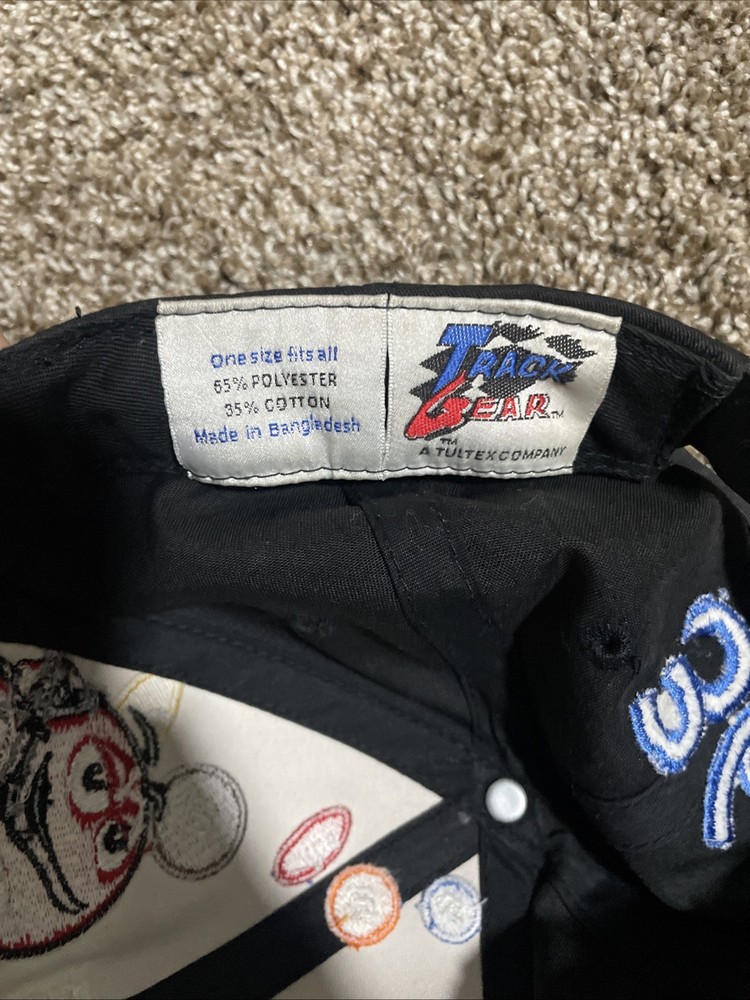 One size fits all
65% POLYESTER
35% COTTON
Made in Bangladesh
TRACK
GEAR TM
TM
A TULTEX COMPANY